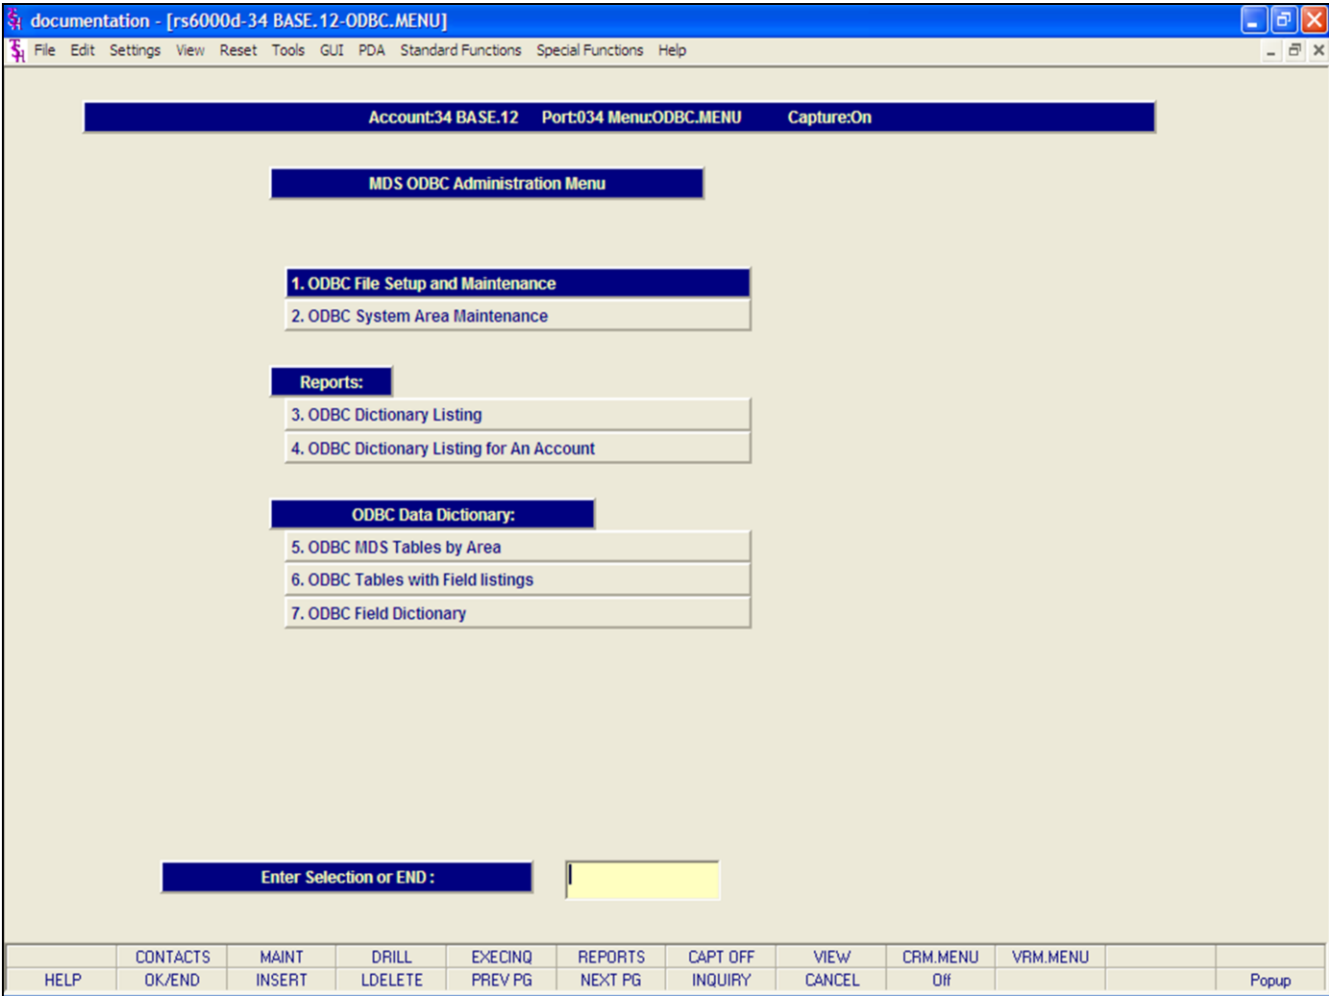 documentation - [rs6000d-34 BASE.12-ODBC.MENU]
File Edit Settings View Reset Tools GUI PDA Standard Functions Special Functions Help
Account:34 BASE.12 Port:034 Menu:ODBC.MENU Capture:On
MDS ODBC Administration Menu
1. ODBC File Setup and Maintenance
2. ODBC System Area Maintenance
Reports:
3. ODBC Dictionary Listing
4. ODBC Dictionary Listing for An Account
ODBC Data Dictionary:
5. ODBC MDS Tables by Area
6. ODBC Tables with Field listings
7. ODBC Field Dictionary
Enter Selection or END :
CONTACTS MAINT DRILL EXECINQ REPORTS CAPT OFF VIEW CRM.MENU VRM.MENU
HELP OK/END INSERT LDELETE PREV PG NEXT PG INQUIRY CANCEL Off Popup